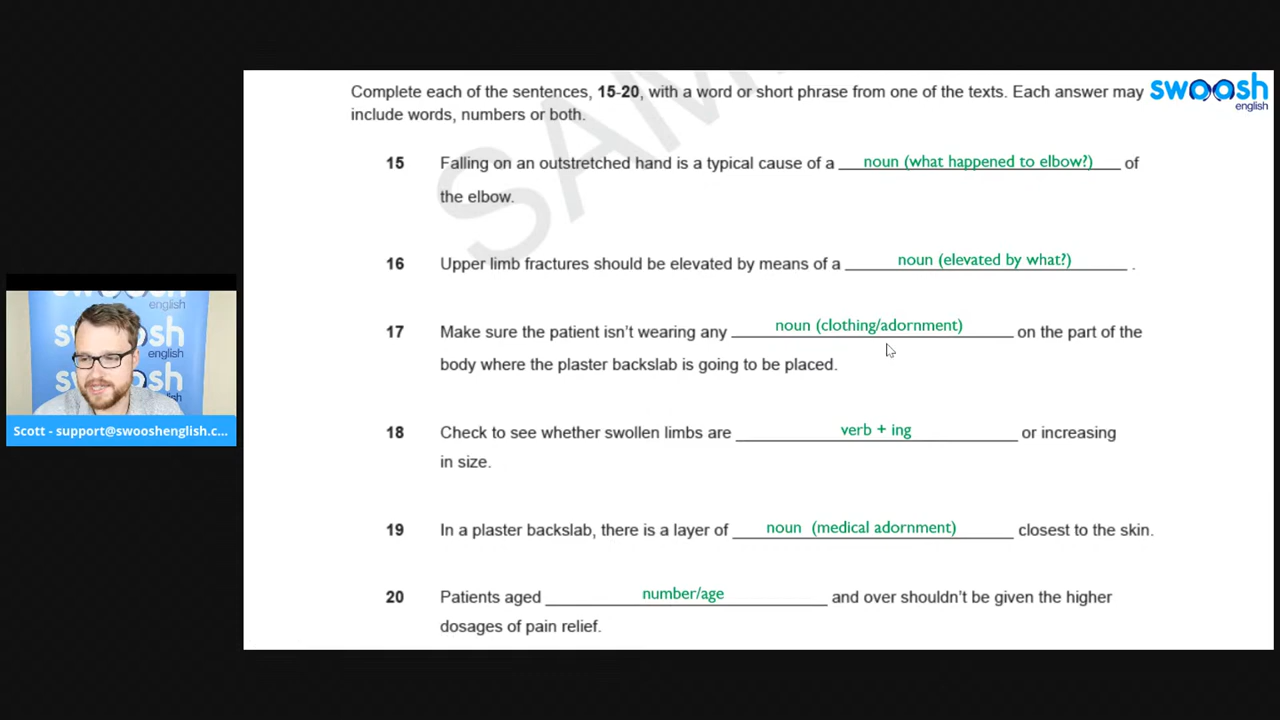 Complete each of the sentences, 15-20, with a word or short phrase from one of the texts. Each answer may
include words, numbers or both.
swoosh
english
15 Falling on an outstretched hand is a typical cause of a noun (what happened to elbow?) of
the elbow.
16 Upper limb fractures should be elevated by means of a noun (elevated by what?) .
17 Make sure the patient isn't wearing any noun (clothing/adornment) on the part of the
body where the plaster backslab is going to be placed.
18 Check to see whether swollen limbs are verb + ing or increasing
in size.
19 In a plaster backslab, there is a layer of noun (medical adornment) closest to the skin.
20 Patients aged number/age and over shouldn't be given the higher
dosages of pain relief.
SAM
english
swoosh
english
Scott - support@swooshenglish.c...